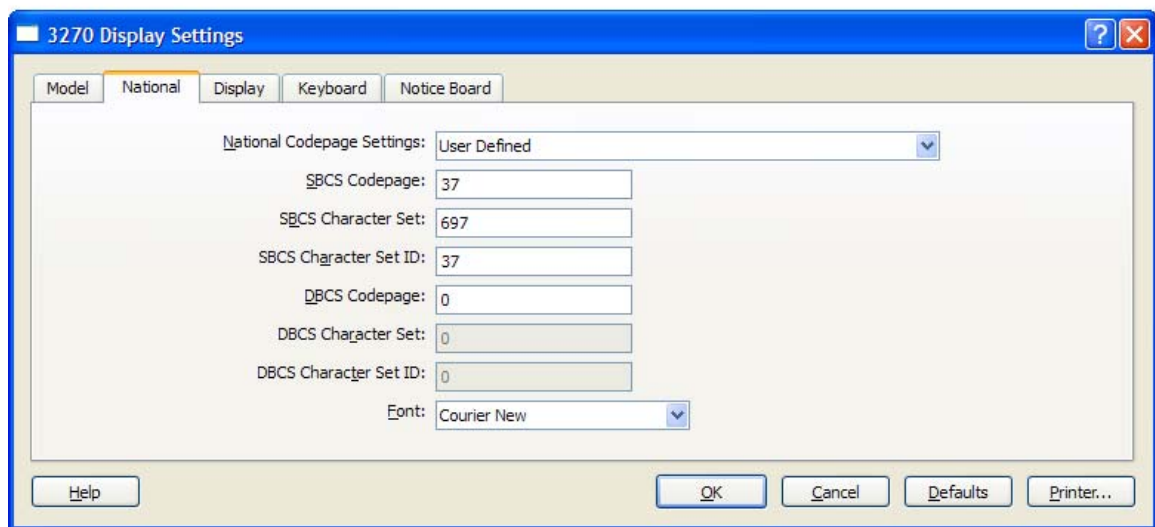 3270 Display Settings
Model National Display Keyboard Notice Board
National Codepage Settings: User Defined
SBCS Codepage: 37
SBCS Character Set: 697
SBCS Character Set ID: 37
DBCS Codepage: 0
DBCS Character Set: 0
DBCS Character Set ID: 0
Font: Courier New
Help OK Cancel Defaults Printer...